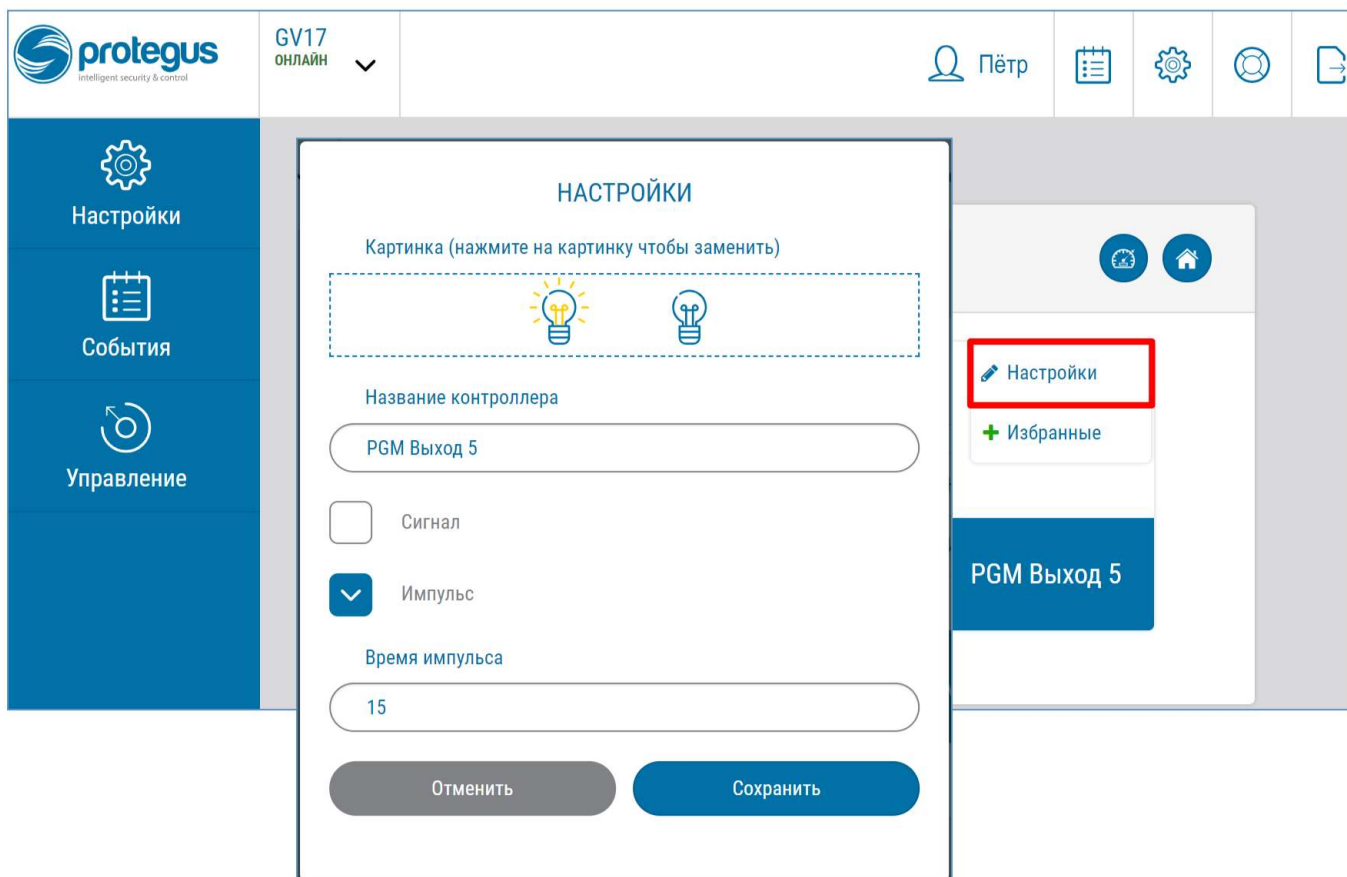 protegus
intelligent security & control
GV17
ОНЛАЙН
Пётр
Настройки
События
Управление
НАСТРОЙКИ
Картинка (нажмите на картинку чтобы заменить)
Название контроллера
PGM Выход 5
Сигнал
Импульс
Время импульса
15
Отменить
Сохранить
Настройки
Избранные
PGM Выход 5